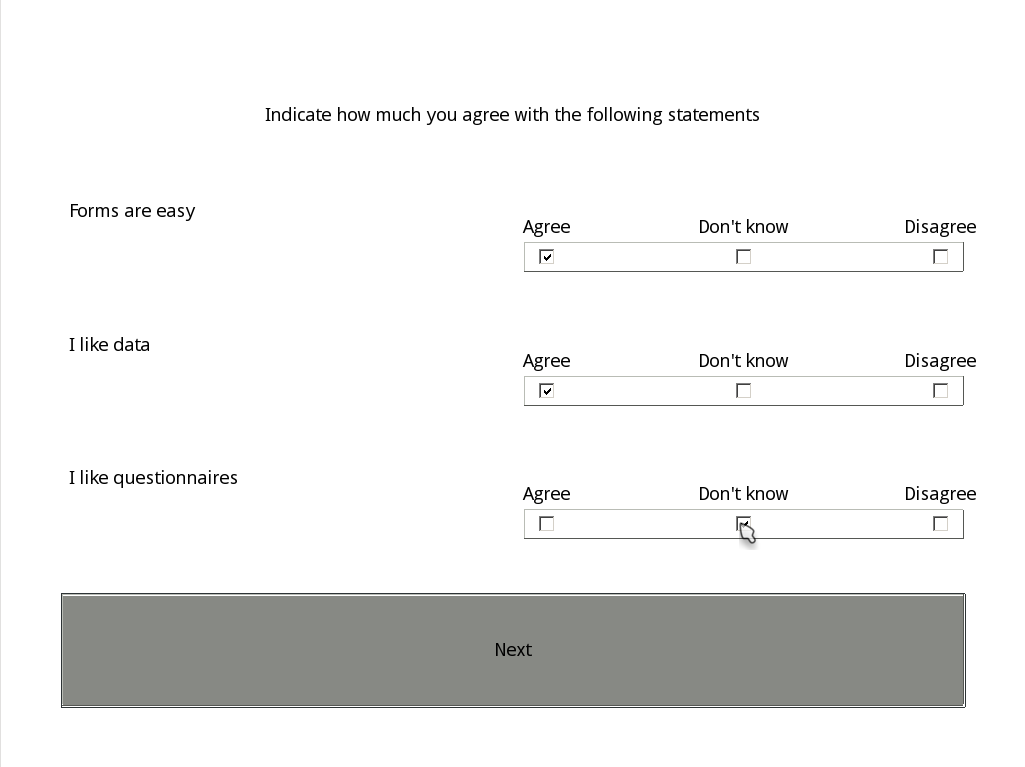 Indicate how much you agree with the following statements
Forms are easy
Agree Don't know Disagree
I like data
Agree Don't know Disagree
I like questionnaires
Agree Don't know Disagree
Next